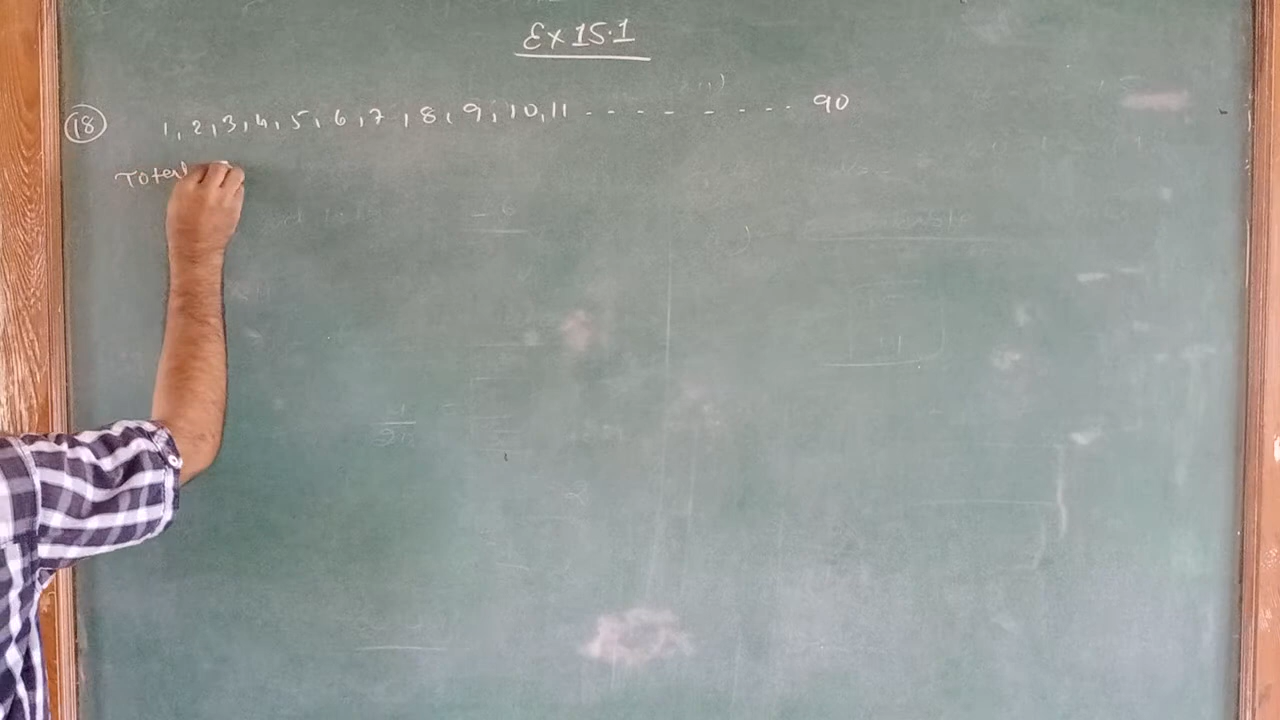 Ex 15.1
(18) 1, 2, 3, 4, 5, 6, 7, 8, 9, 10, 11 - - - - - - - - - 90
Total